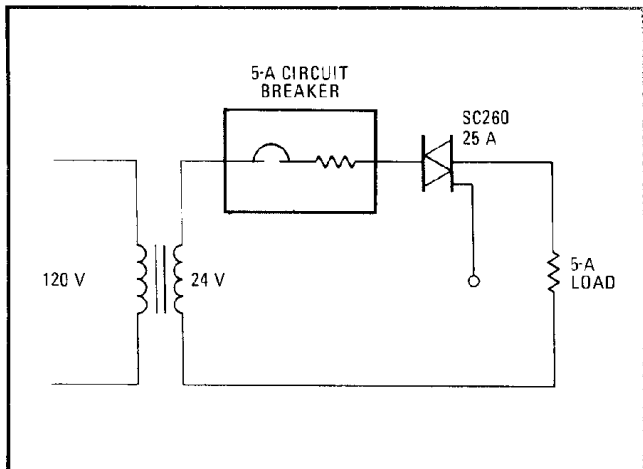 5-A CIRCUIT
BREAKER
SC260
25 A
120 V
24 V
5-A
LOAD